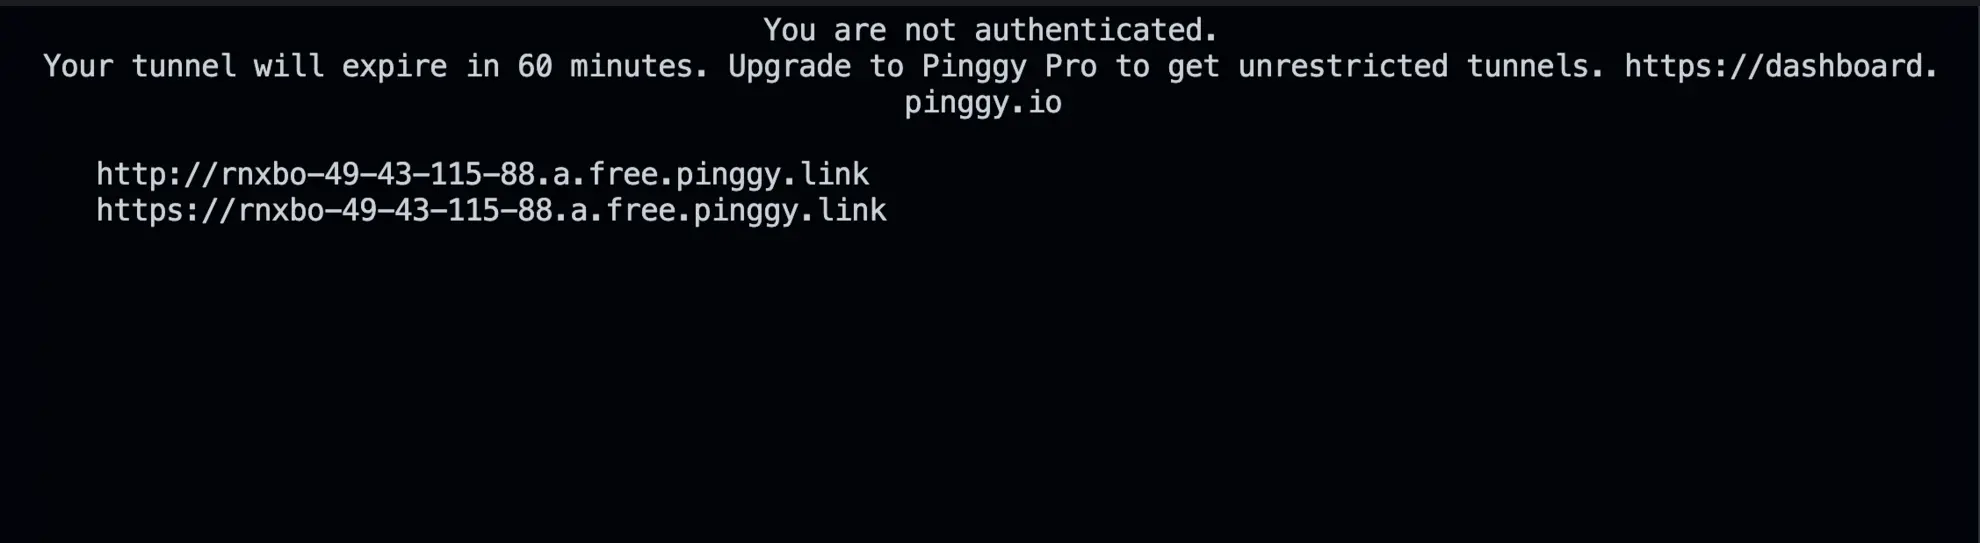 You are not authenticated.
Your tunnel will expire in 60 minutes. Upgrade to Pinggy Pro to get unrestricted tunnels. https://dashboard.
pinggy.io
http://rnxbo-49-43-115-88.a.free.pinggy.link
https://rnxbo-49-43-115-88.a.free.pinggy.link